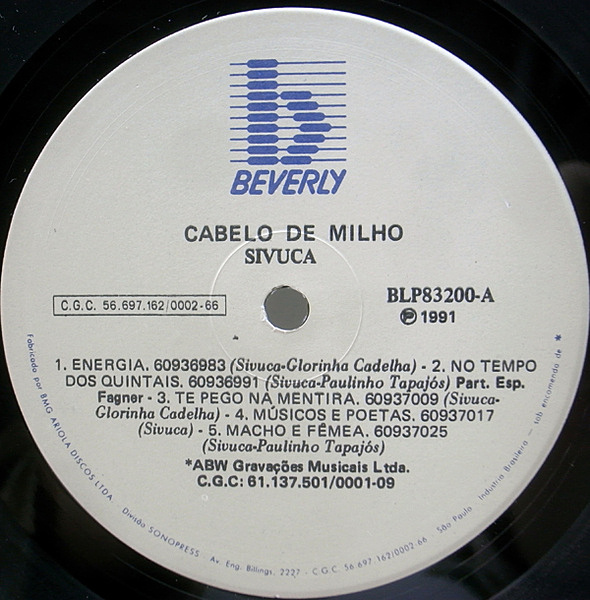 BEVERLY
CABELO DE MILHO
SIVUCA
C.G.C. 56.697.162/0002-66
BLP83200-A
Ⓟ 1991
1. ENERGIA. 60936983 (Sivuca-Glorinha Cadelha) - 2. NO TEMPO
DOS QUINTAIS. 60936991 (Sivuca-Paulinho Tapajós) Part. Esp.
Fagner - 3. TE PEGO NA MENTIRA. 60937009 (Sivuca-
Glorinha Cadelha) - 4. MÚSICOS E POETAS. 60937017
(Sivuca) - 5. MACHO E FÊMEA. 60937025
(Sivuca-Paulinho Tapajós)
*ABW Gravações Musicais Ltda.
C.G.C: 61.137.501/0001-09
Fabricado por BMG ARIOLA DISCOS LTDA. Divisão SONOPRESS Av. Eng. Billings, 2227 - C.G.C. 56.697.162/0002-66 São Paulo Indústria Brasileira - sob encomenda de *